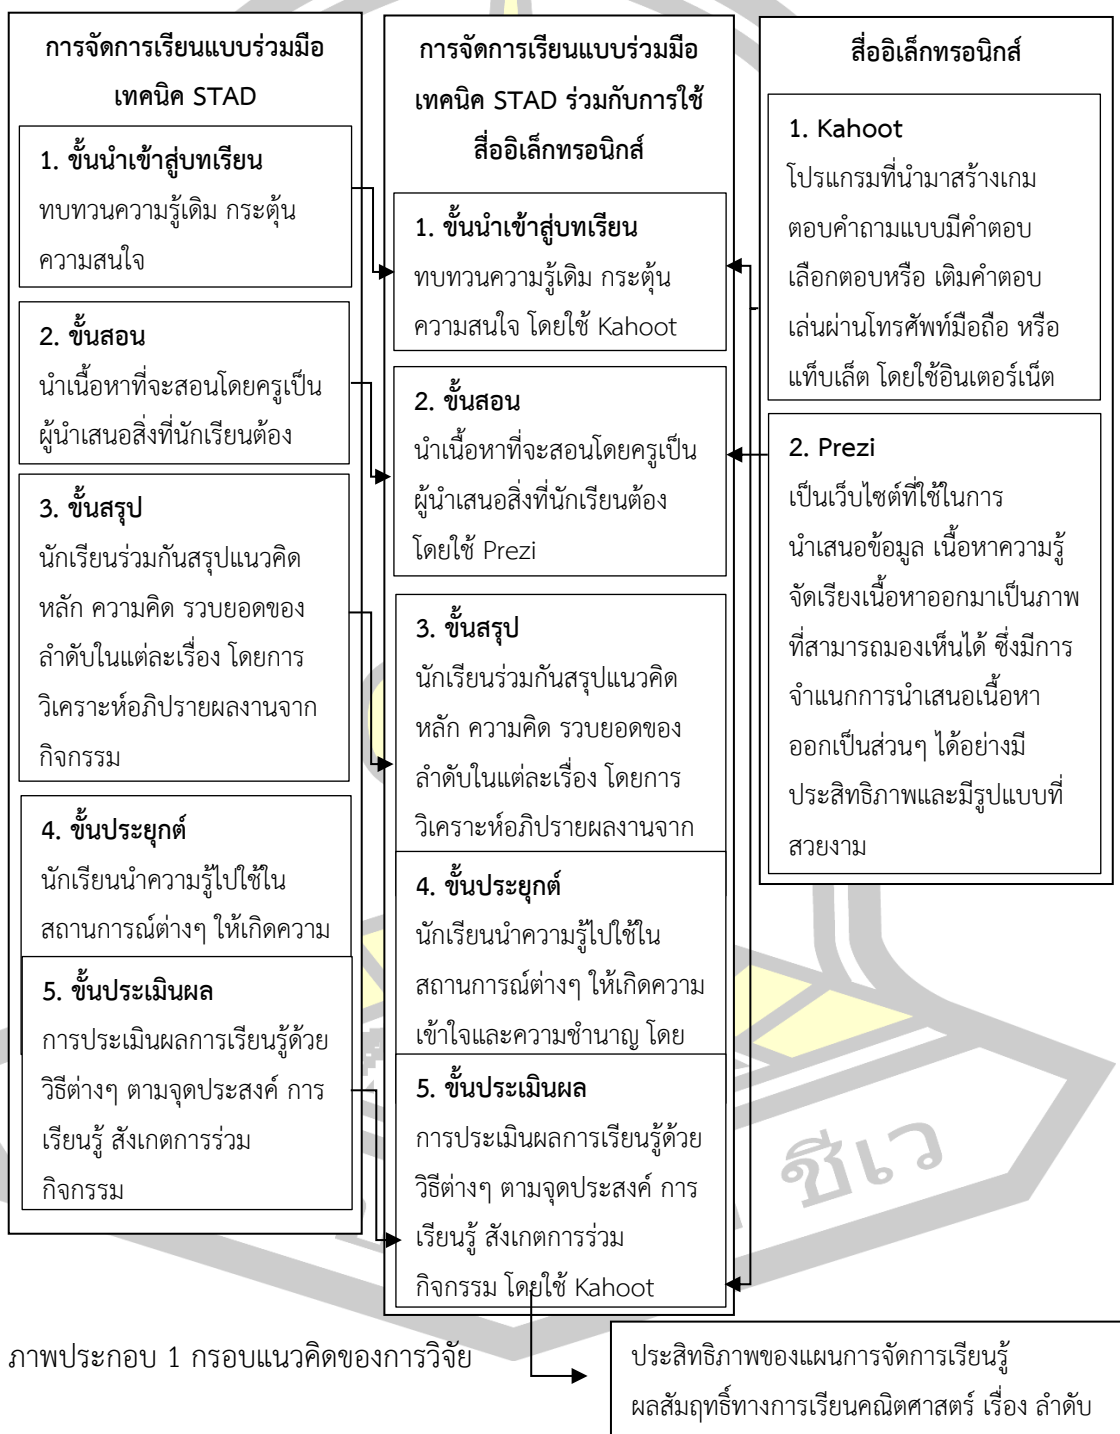 การจัดการเรียนแบบร่วมมือ
เทคนิค STAD
1. ขั้นนำเข้าสู่บทเรียน
ทบทวนความรู้เดิม กระตุ้น
ความสนใจ
2. ขั้นสอน
นำเนื้อหาที่จะสอนโดยครูเป็น
ผู้นำเสนอสิ่งที่นักเรียนต้อง
3. ขั้นสรุป
นักเรียนร่วมกันสรุปแนวคิด
หลัก ความคิด รวบยอดของ
ลำดับในแต่ละเรื่อง โดยการ
วิเคราะห์อภิปรายผลงานจาก
กิจกรรม
4. ขั้นประยุกต์
นักเรียนนำความรู้ไปใช้ใน
สถานการณ์ต่างๆ ให้เกิดความ
5. ขั้นประเมินผล
การประเมินผลการเรียนรู้ด้วย
วิธีต่างๆ ตามจุดประสงค์ การ
เรียนรู้ สังเกตการร่วม
กิจกรรม
การจัดการเรียนแบบร่วมมือ
เทคนิค STAD ร่วมกับการใช้
สื่ออิเล็กทรอนิกส์
1. ขั้นนำเข้าสู่บทเรียน
ทบทวนความรู้เดิม กระตุ้น
ความสนใจ โดยใช้ Kahoot
2. ขั้นสอน
นำเนื้อหาที่จะสอนโดยครูเป็น
ผู้นำเสนอสิ่งที่นักเรียนต้อง
โดยใช้ Prezi
3. ขั้นสรุป
นักเรียนร่วมกันสรุปแนวคิด
หลัก ความคิด รวบยอดของ
ลำดับในแต่ละเรื่อง โดยการ
วิเคราะห์อภิปรายผลงานจาก
4. ขั้นประยุกต์
นักเรียนนำความรู้ไปใช้ใน
สถานการณ์ต่างๆ ให้เกิดความ
เข้าใจและความชำนาญ โดย
5. ขั้นประเมินผล
การประเมินผลการเรียนรู้ด้วย
วิธีต่างๆ ตามจุดประสงค์ การ
เรียนรู้ สังเกตการร่วม
กิจกรรม โดยใช้ Kahoot
สื่ออิเล็กทรอนิกส์
1. Kahoot
โปรแกรมที่นำมาสร้างเกม
ตอบคำถามแบบมีคำตอบ
เลือกตอบหรือ เติมคำตอบ
เล่นผ่านโทรศัพท์มือถือ หรือ
แท็บเล็ต โดยใช้อินเตอร์เน็ต
2. Prezi
เป็นเว็บไซต์ที่ใช้ในการ
นำเสนอข้อมูล เนื้อหาความรู้
จัดเรียงเนื้อหาออกมาเป็นภาพ
ที่สามารถมองเห็นได้ ซึ่งมีการ
จำแนกการนำเสนอเนื้อหา
ออกเป็นส่วนๆ ได้อย่างมี
ประสิทธิภาพและมีรูปแบบที่
สวยงาม
ชีเว
ภาพประกอบ 1 กรอบแนวคิดของการวิจัย
ประสิทธิภาพของแผนการจัดการเรียนรู้
ผลสัมฤทธิ์ทางการเรียนคณิตศาสตร์ เรื่อง ลำดับ